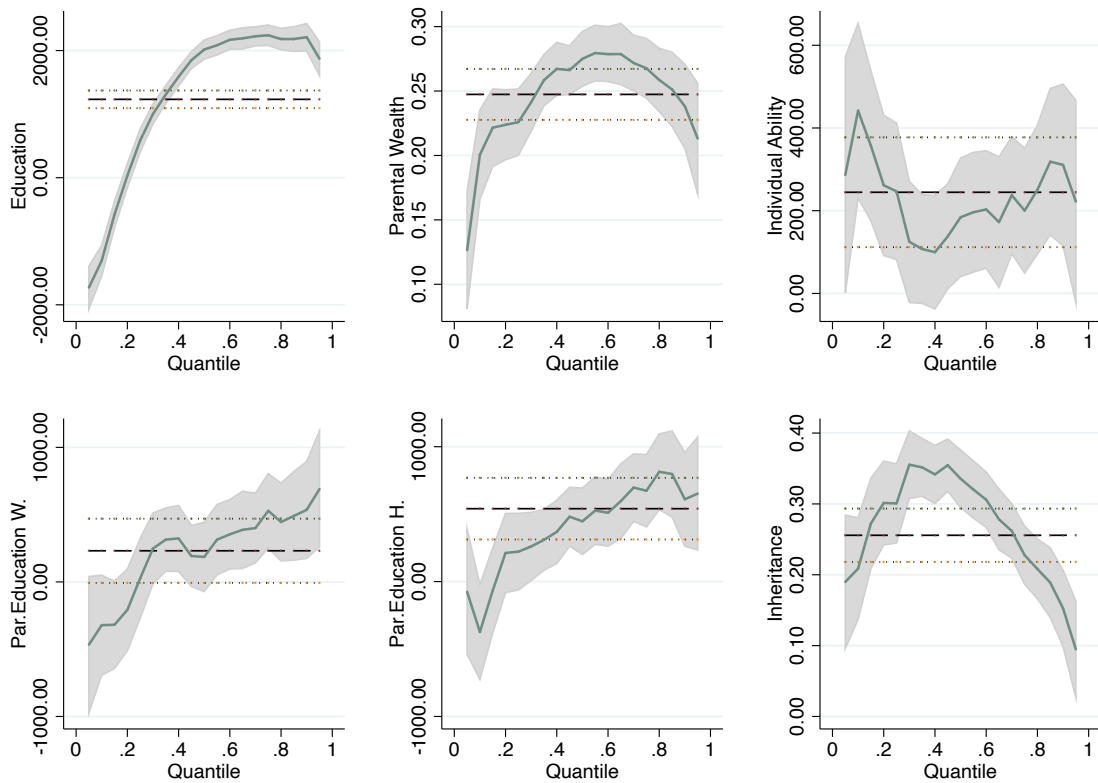 Education
2000.00
0.00
-2000.00
0 .2 .4 .6 .8 1
Quantile
Parental Wealth
0.30
0.25
0.20
0.15
0.10
0 .2 .4 .6 .8 1
Quantile
Individual Ability
600.00
400.00
200.00
0.00
0 .2 .4 .6 .8 1
Quantile
Par.Education W.
1000.00
0.00
-1000.00
0 .2 .4 .6 .8 1
Quantile
Par.Education H.
1000.00
0.00
-1000.00
0 .2 .4 .6 .8 1
Quantile
Inheritance
0.40
0.30
0.20
0.10
0.00
0 .2 .4 .6 .8 1
Quantile